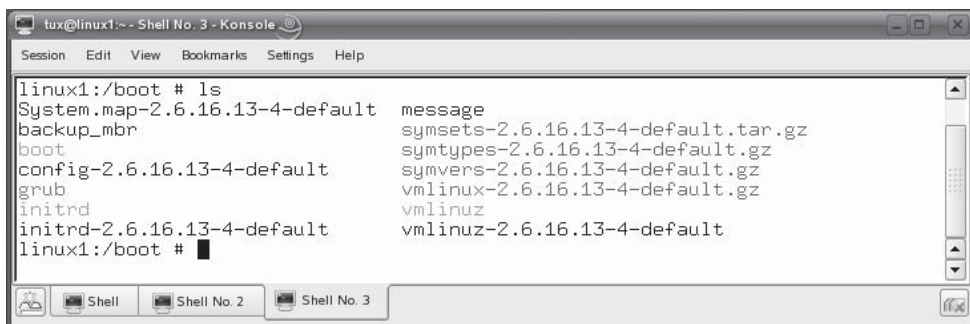 tux@linux1:~ - Shell No. 3 - Konsole
Session Edit View Bookmarks Settings Help
linux1:/boot # ls
System.map-2.6.16.13-4-default message
backup_mbr symsets-2.6.16.13-4-default.tar.gz
boot symtypes-2.6.16.13-4-default.gz
config-2.6.16.13-4-default symvers-2.6.16.13-4-default.gz
grub vmlinux-2.6.16.13-4-default.gz
initrd vmlinuz
initrd-2.6.16.13-4-default vmlinuz-2.6.16.13-4-default
linux1:/boot #
Shell Shell No. 2 Shell No. 3